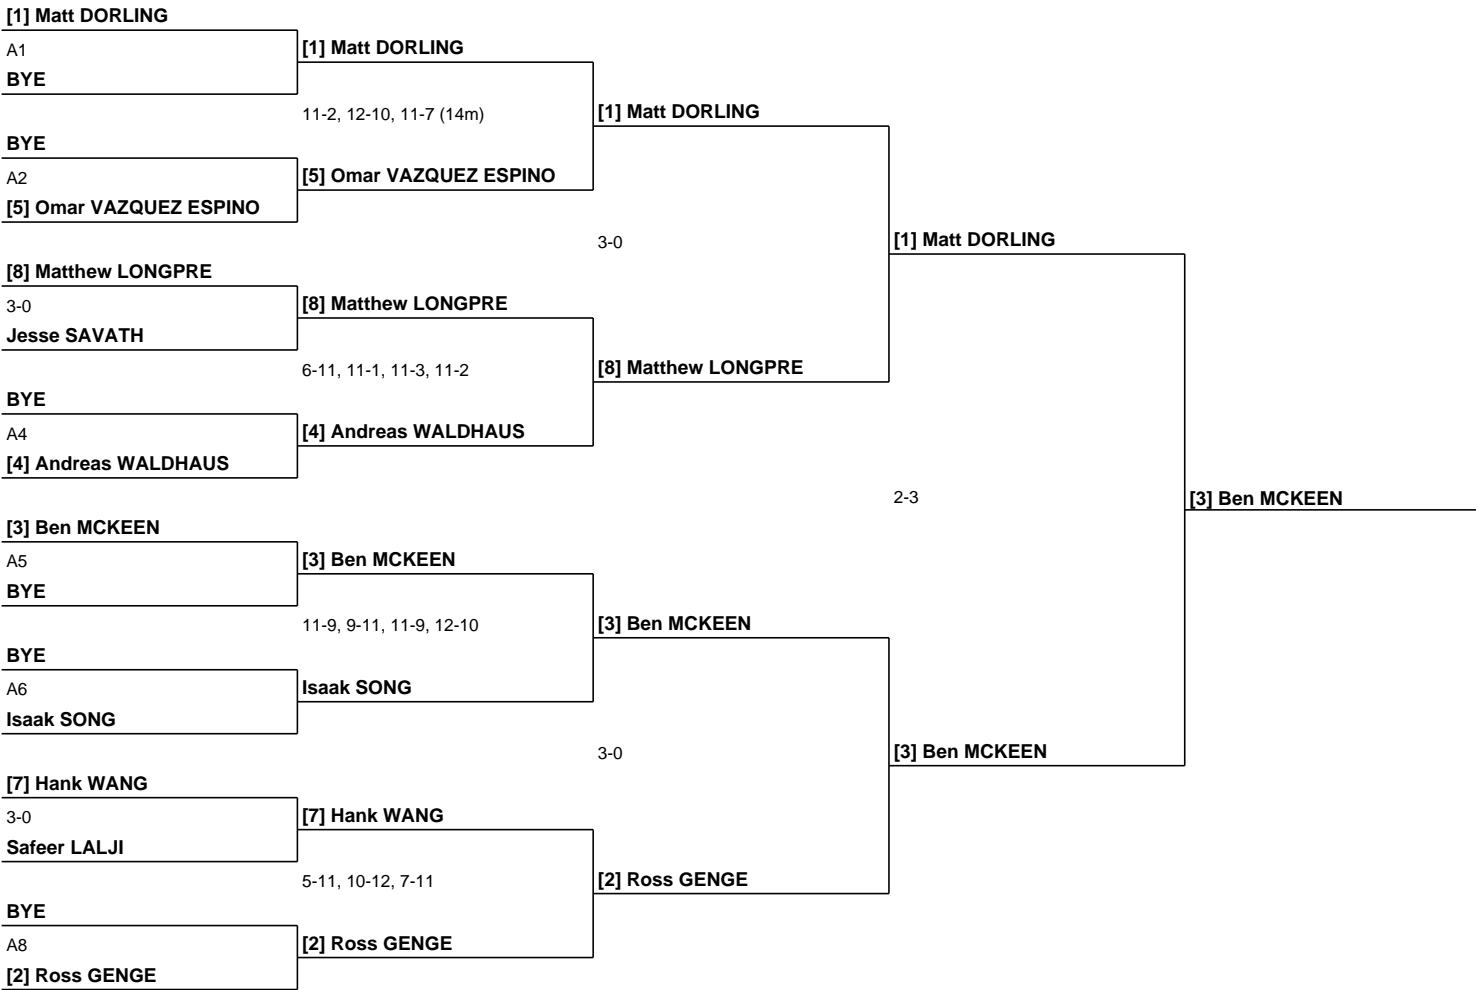 [1] Matt DORLING
A1
BYE
BYE
A2
[5] Omar VAZQUEZ ESPINO
[8] Matthew LONGPRE
3-0
Jesse SAVATH
BYE
A4
[4] Andreas WALDHAUS
[3] Ben MCKEEN
A5
BYE
BYE
A6
Isaak SONG
[7] Hank WANG
3-0
Safeer LALJI
BYE
A8
[2] Ross GENGE
[1] Matt DORLING
11-2, 12-10, 11-7 (14m)
[5] Omar VAZQUEZ ESPINO
[8] Matthew LONGPRE
6-11, 11-1, 11-3, 11-2
[4] Andreas WALDHAUS
[3] Ben MCKEEN
11-9, 9-11, 11-9, 12-10
Isaak SONG
[7] Hank WANG
5-11, 10-12, 7-11
[2] Ross GENGE
[1] Matt DORLING
3-0
[8] Matthew LONGPRE
[3] Ben MCKEEN
3-0
[2] Ross GENGE
[1] Matt DORLING
2-3
[3] Ben MCKEEN
[3] Ben MCKEEN